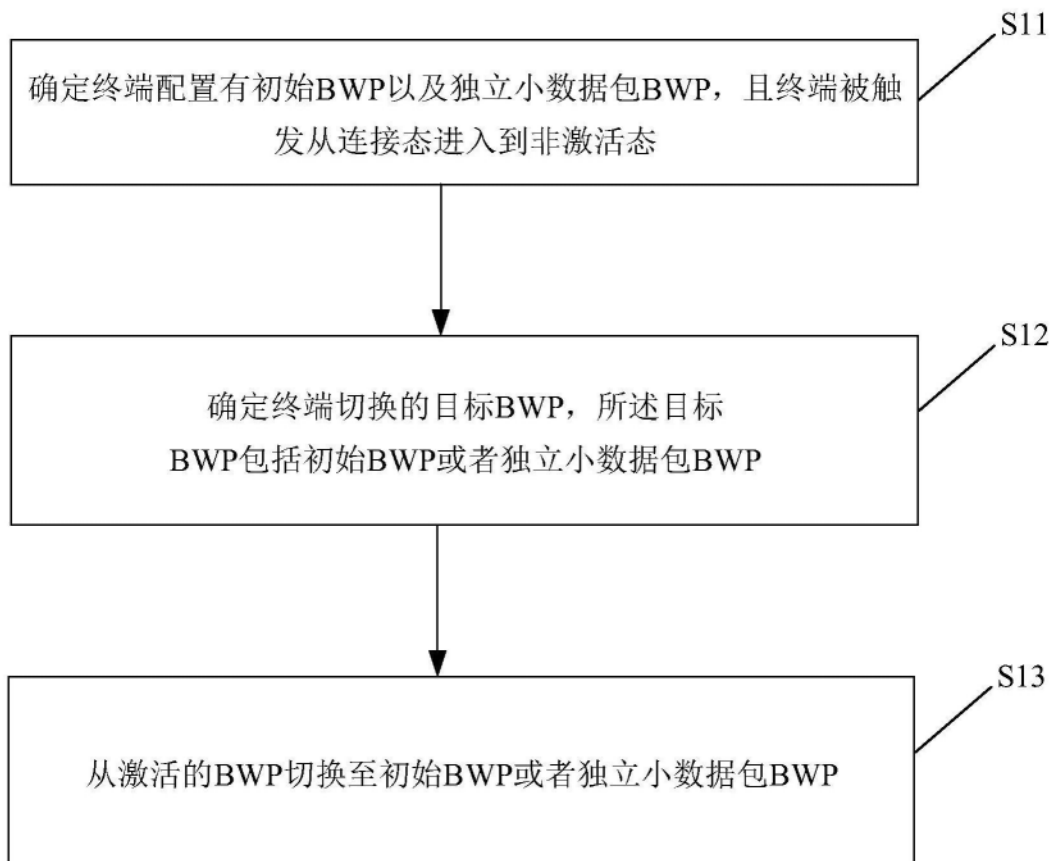 S11
确定终端配置有初始BWP以及独立小数据包BWP，且终端被触
发从连接态进入到非激活态
S12
确定终端切换的目标BWP，所述目标
BWP包括初始BWP或者独立小数据包BWP
S13
从激活的BWP切换至初始BWP或者独立小数据包BWP